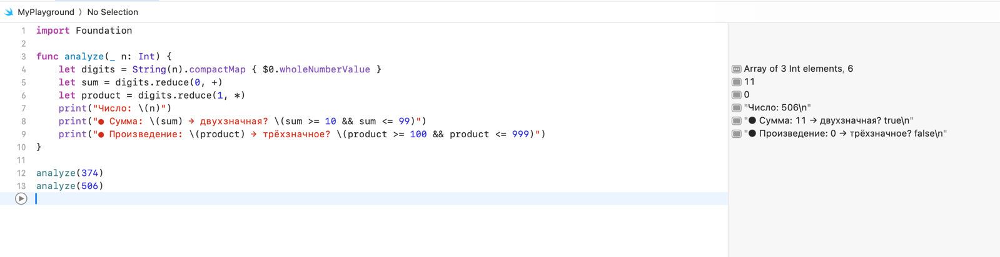 MyPlayground 〉 No Selection
1 import Foundation
2
3 func analyze(_ n: Int) {
4     let digits = String(n).compactMap { $0.wholeNumberValue }
5     let sum = digits.reduce(0, +)
6     let product = digits.reduce(1, *)
7     print("Число: \(n)")
8     print("● Сумма: \(sum) → двухзначная? \(sum >= 10 && sum <= 99)")
9     print("● Произведение: \(product) → трёхзначное? \(product >= 100 && product <= 999)")
10 }
11
12 analyze(374)
13 analyze(506)
Array of 3 Int elements, 6
11
0
"Число: 506\n"
"● Сумма: 11 → двухзначная? true\n"
"● Произведение: 0 → трёхзначное? false\n"